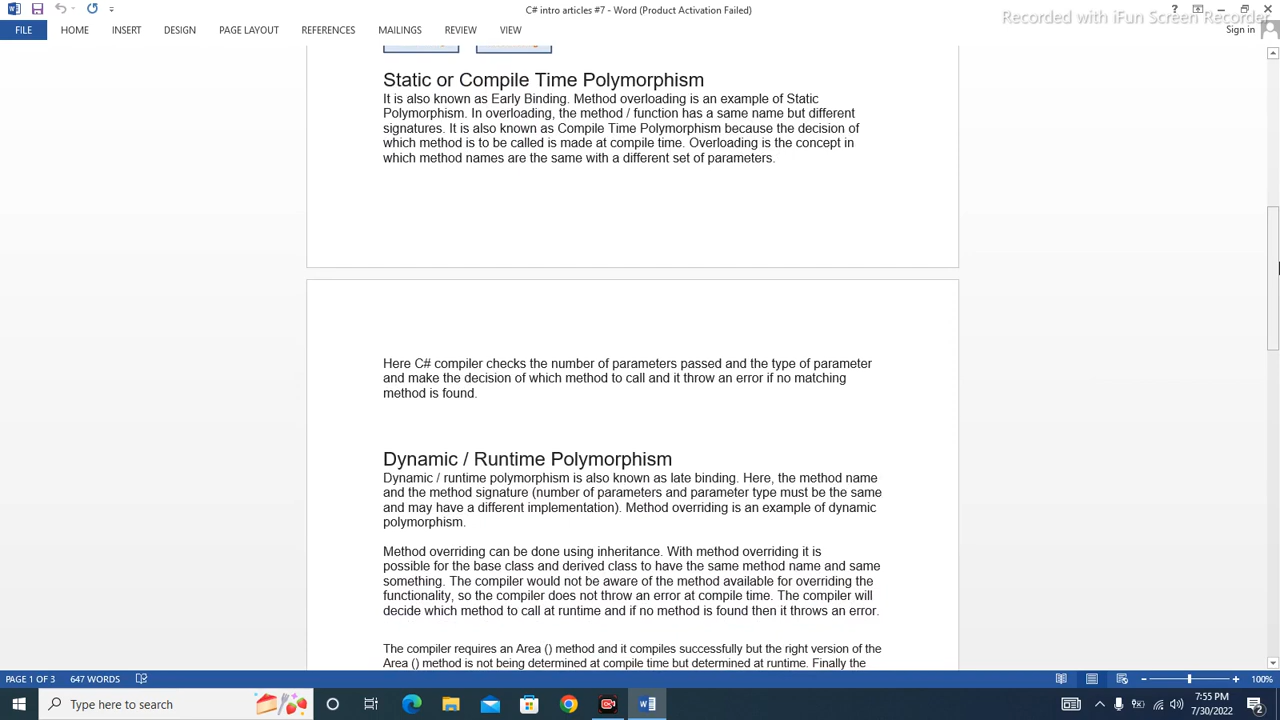 C# intro articles #7 - Word (Product Activation Failed)
Recorded with iFun Screen Recorder
FILE HOME INSERT DESIGN PAGE LAYOUT REFERENCES MAILINGS REVIEW VIEW
Sign in
Static or Compile Time Polymorphism
It is also known as Early Binding. Method overloading is an example of Static
Polymorphism. In overloading, the method / function has a same name but different
signatures. It is also known as Compile Time Polymorphism because the decision of
which method is to be called is made at compile time. Overloading is the concept in
which method names are the same with a different set of parameters.
Here C# compiler checks the number of parameters passed and the type of parameter
and make the decision of which method to call and it throw an error if no matching
method is found.
Dynamic / Runtime Polymorphism
Dynamic / runtime polymorphism is also known as late binding. Here, the method name
and the method signature (number of parameters and parameter type must be the same
and may have a different implementation). Method overriding is an example of dynamic
polymorphism.
Method overriding can be done using inheritance. With method overriding it is
possible for the base class and derived class to have the same method name and same
something. The compiler would not be aware of the method available for overriding the
functionality, so the compiler does not throw an error at compile time. The compiler will
decide which method to call at runtime and if no method is found then it throws an error.
The compiler requires an Area () method and it compiles successfully but the right version of the
Area () method is not being determined at compile time but determined at runtime. Finally the
PAGE 1 OF 3 647 WORDS
100%
Type here to search
7:55 PM
7/30/2022
2